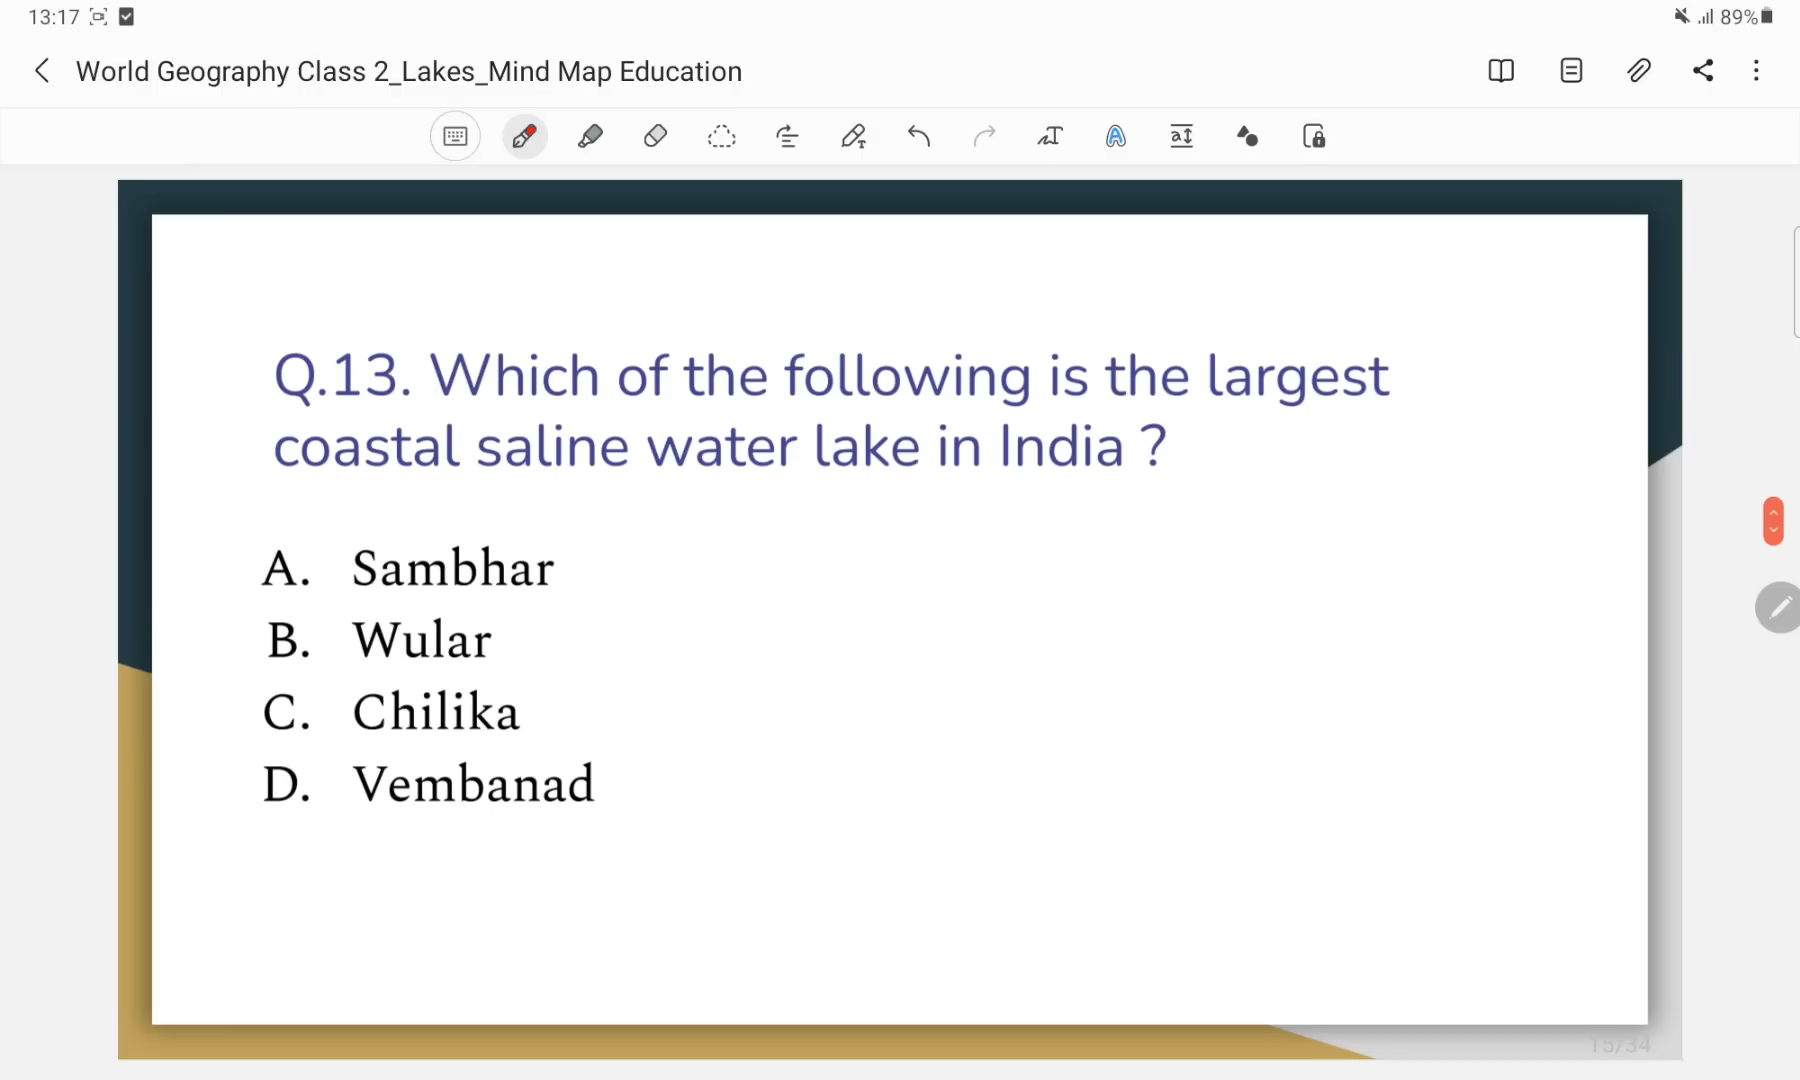 13:17
89%
World Geography Class 2_Lakes_Mind Map Education
Q.13. Which of the following is the largest
coastal saline water lake in India ?
A. Sambhar
B. Wular
C. Chilika
D. Vembanad
15/34